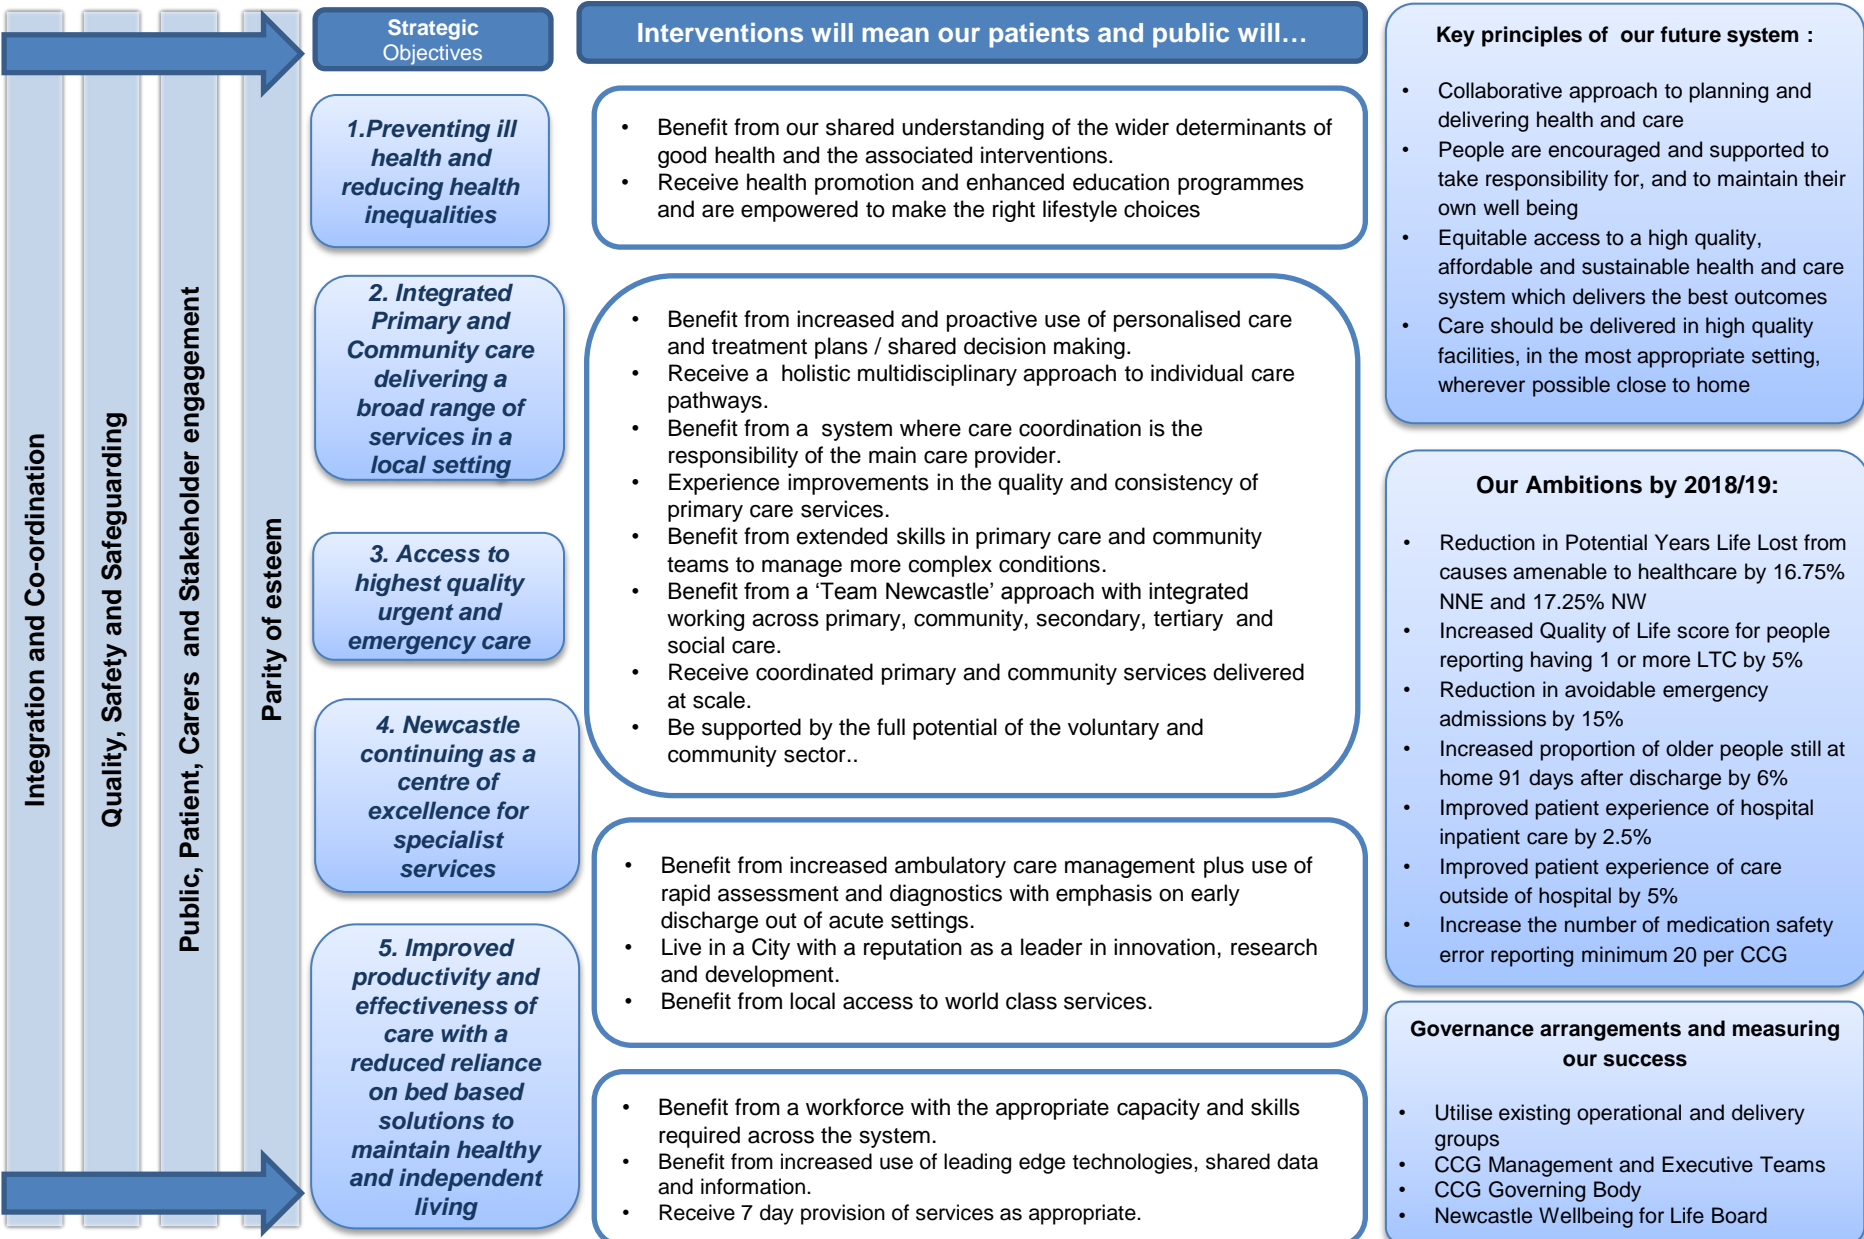 Integration and Co-ordination
Quality, Safety and Safeguarding
Public, Patient, Carers  and Stakeholder engagement
Parity of esteem
Strategic
Objectives
1.Preventing ill
health and
reducing health
inequalities
2. Integrated
Primary and
Community care
delivering a
broad range of
services in a
local setting
3. Access to
highest quality
urgent and
emergency care
4. Newcastle
continuing as a
centre of
excellence for
specialist
services
5. Improved
productivity and
effectiveness of
care with a
reduced reliance
on bed based
solutions to
maintain healthy
and independent
living
Interventions will mean our patients and public will…
• Benefit from our shared understanding of the wider determinants of
good health and the associated interventions.
• Receive health promotion and enhanced education programmes
and are empowered to make the right lifestyle choices
• Benefit from increased and proactive use of personalised care
and treatment plans / shared decision making.
• Receive a  holistic multidisciplinary approach to individual care
pathways.
• Benefit from a  system where care coordination is the
responsibility of the main care provider.
• Experience improvements in the quality and consistency of
primary care services.
• Benefit from extended skills in primary care and community
teams to manage more complex conditions.
• Benefit from a ‘Team Newcastle’ approach with integrated
working across primary, community, secondary, tertiary  and
social care.
• Receive coordinated primary and community services delivered
at scale.
• Be supported by the full potential of the voluntary and
community sector..
• Benefit from increased ambulatory care management plus use of
rapid assessment and diagnostics with emphasis on early
discharge out of acute settings.
• Live in a City with a reputation as a leader in innovation, research
and development.
• Benefit from local access to world class services.
• Benefit from a workforce with the appropriate capacity and skills
required across the system.
• Benefit from increased use of leading edge technologies, shared data
and information.
• Receive 7 day provision of services as appropriate.
Key principles of  our future system :
• Collaborative approach to planning and
delivering health and care
• People are encouraged and supported to
take responsibility for, and to maintain their
own well being
• Equitable access to a high quality,
affordable and sustainable health and care
system which delivers the best outcomes
• Care should be delivered in high quality
facilities, in the most appropriate setting,
wherever possible close to home
Our Ambitions by 2018/19:
• Reduction in Potential Years Life Lost from
causes amenable to healthcare by 16.75%
NNE and 17.25% NW
• Increased Quality of Life score for people
reporting having 1 or more LTC by 5%
• Reduction in avoidable emergency
admissions by 15%
• Increased proportion of older people still at
home 91 days after discharge by 6%
• Improved patient experience of hospital
inpatient care by 2.5%
• Improved patient experience of care
outside of hospital by 5%
• Increase the number of medication safety
error reporting minimum 20 per CCG
Governance arrangements and measuring
our success
• Utilise existing operational and delivery
groups
• CCG Management and Executive Teams
• CCG Governing Body
• Newcastle Wellbeing for Life Board